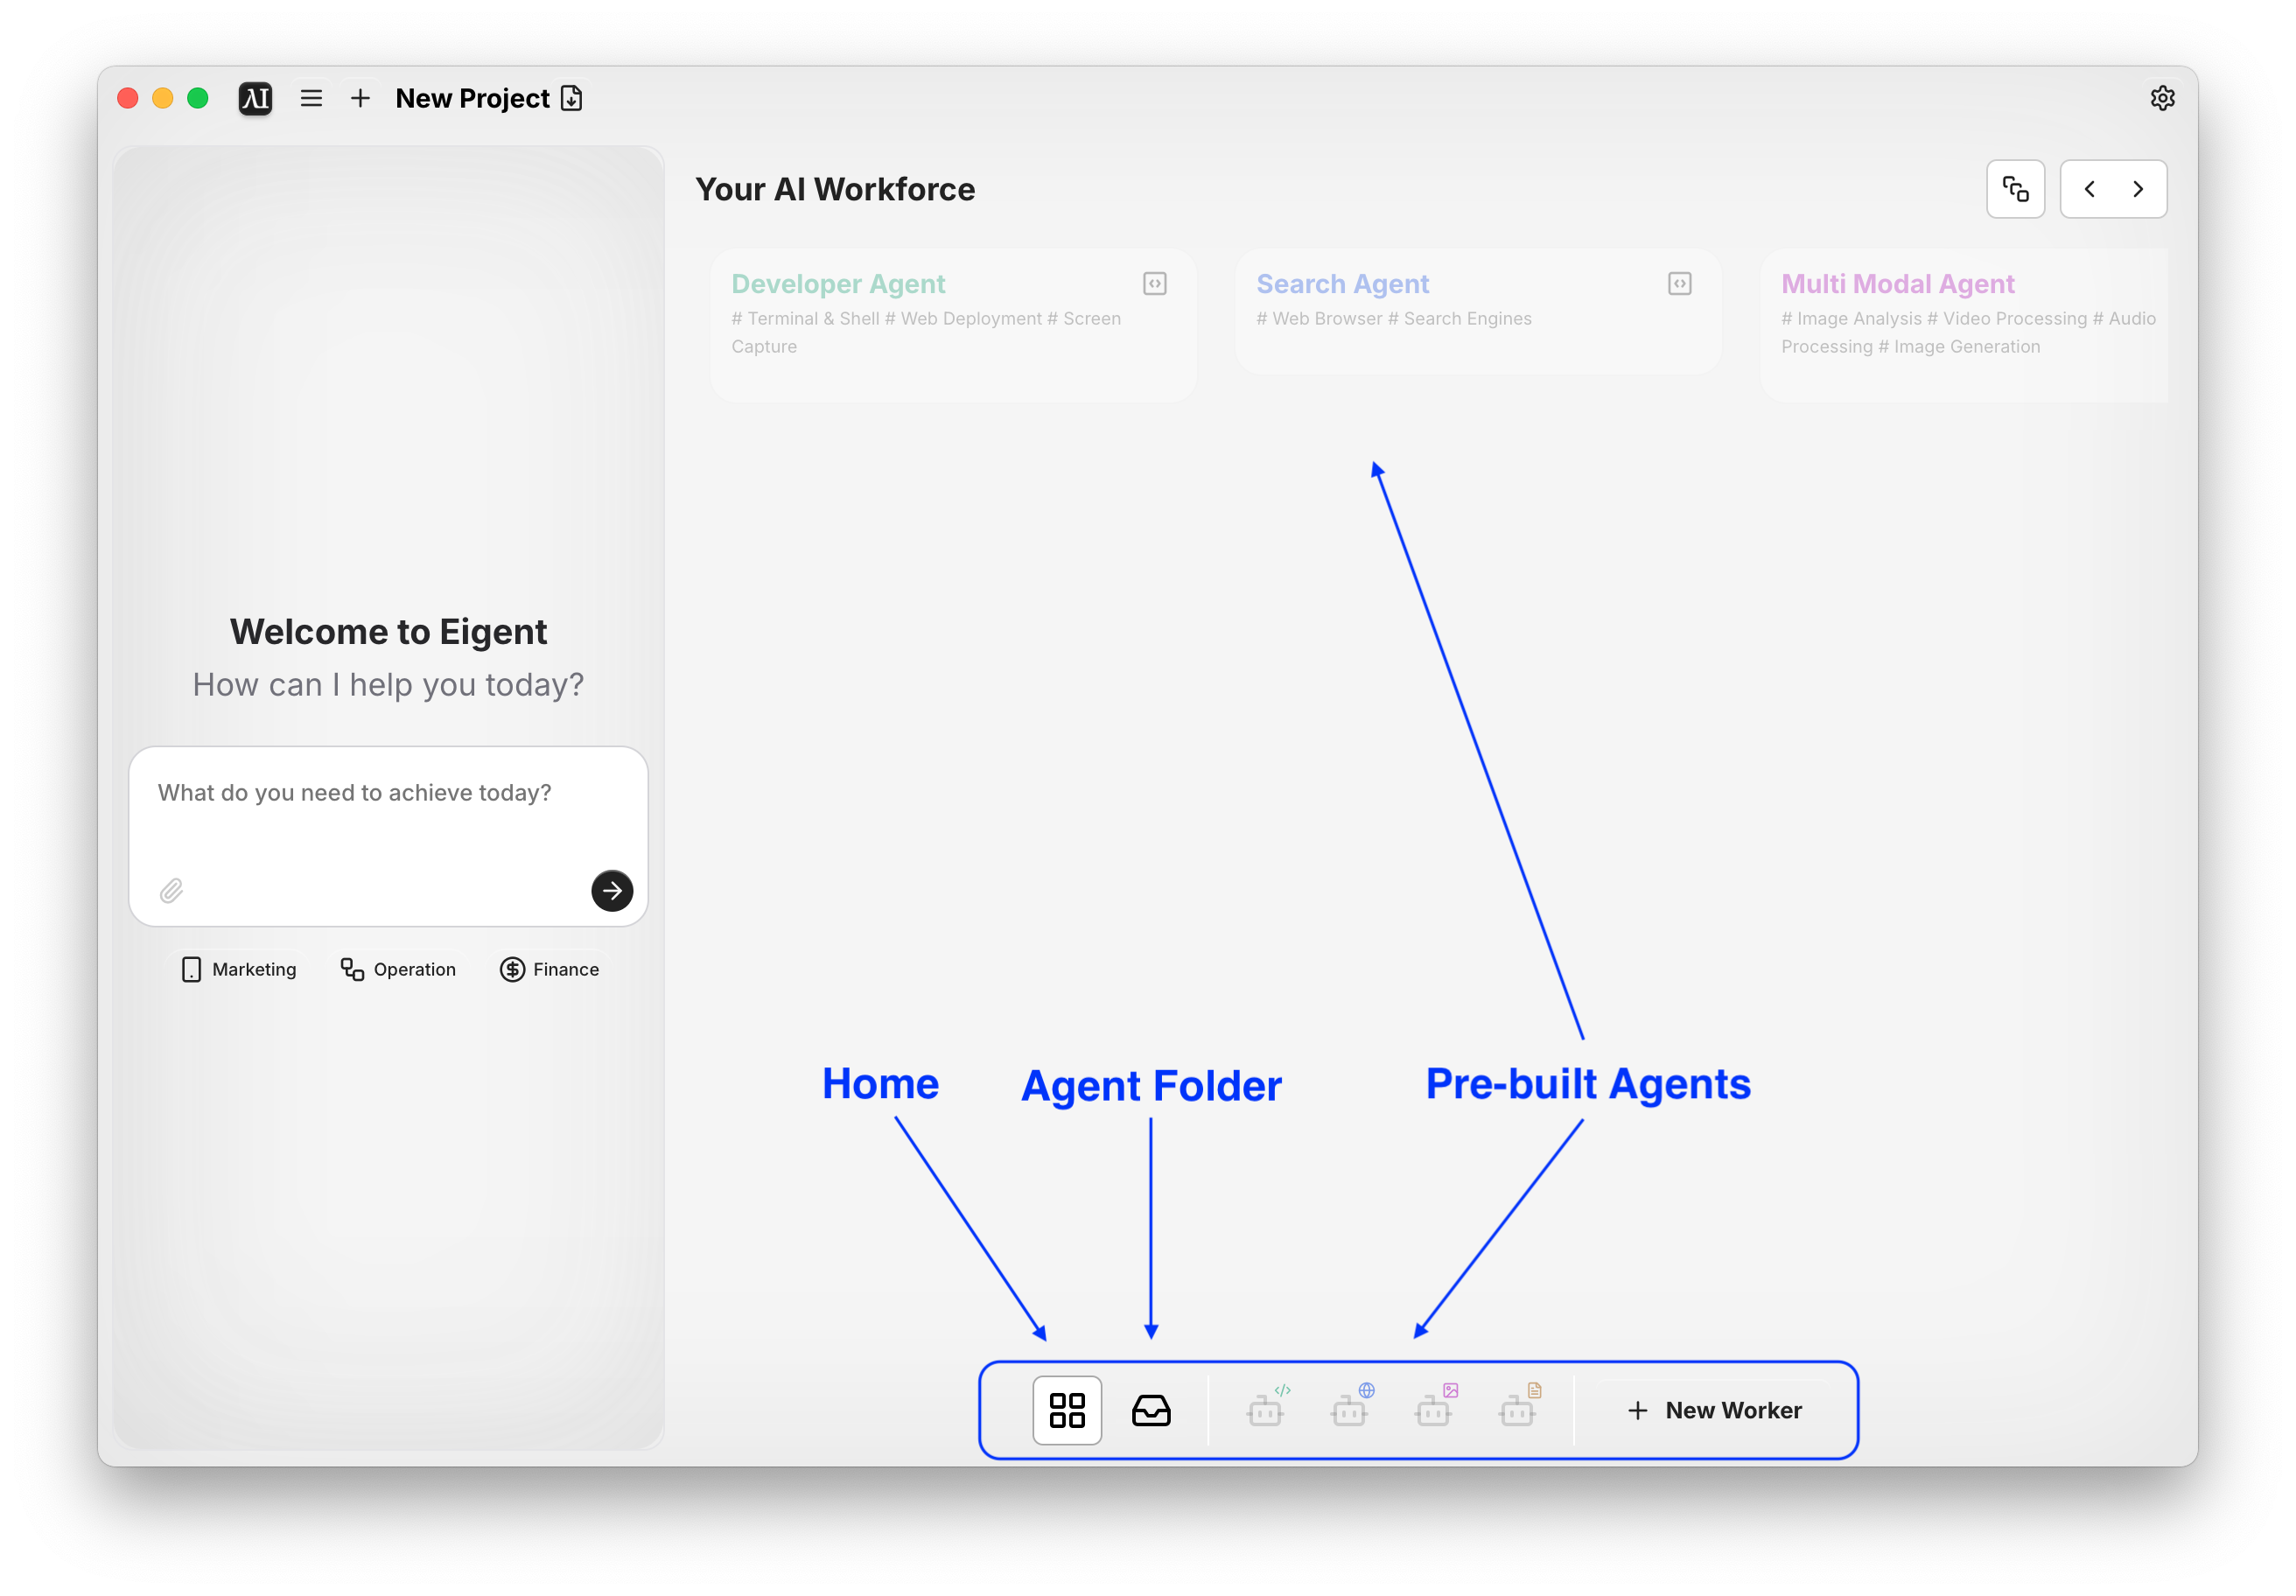 New Project
Your AI Workforce
Developer Agent
# Terminal & Shell # Web Deployment # Screen
Capture
Search Agent
# Web Browser # Search Engines
Multi Modal Agent
# Image Analysis # Video Processing # Audio
Processing # Image Generation
Welcome to Eigent
How can I help you today?
What do you need to achieve today?
Marketing
Operation
Finance
Home
Agent Folder
Pre-built Agents
New Worker